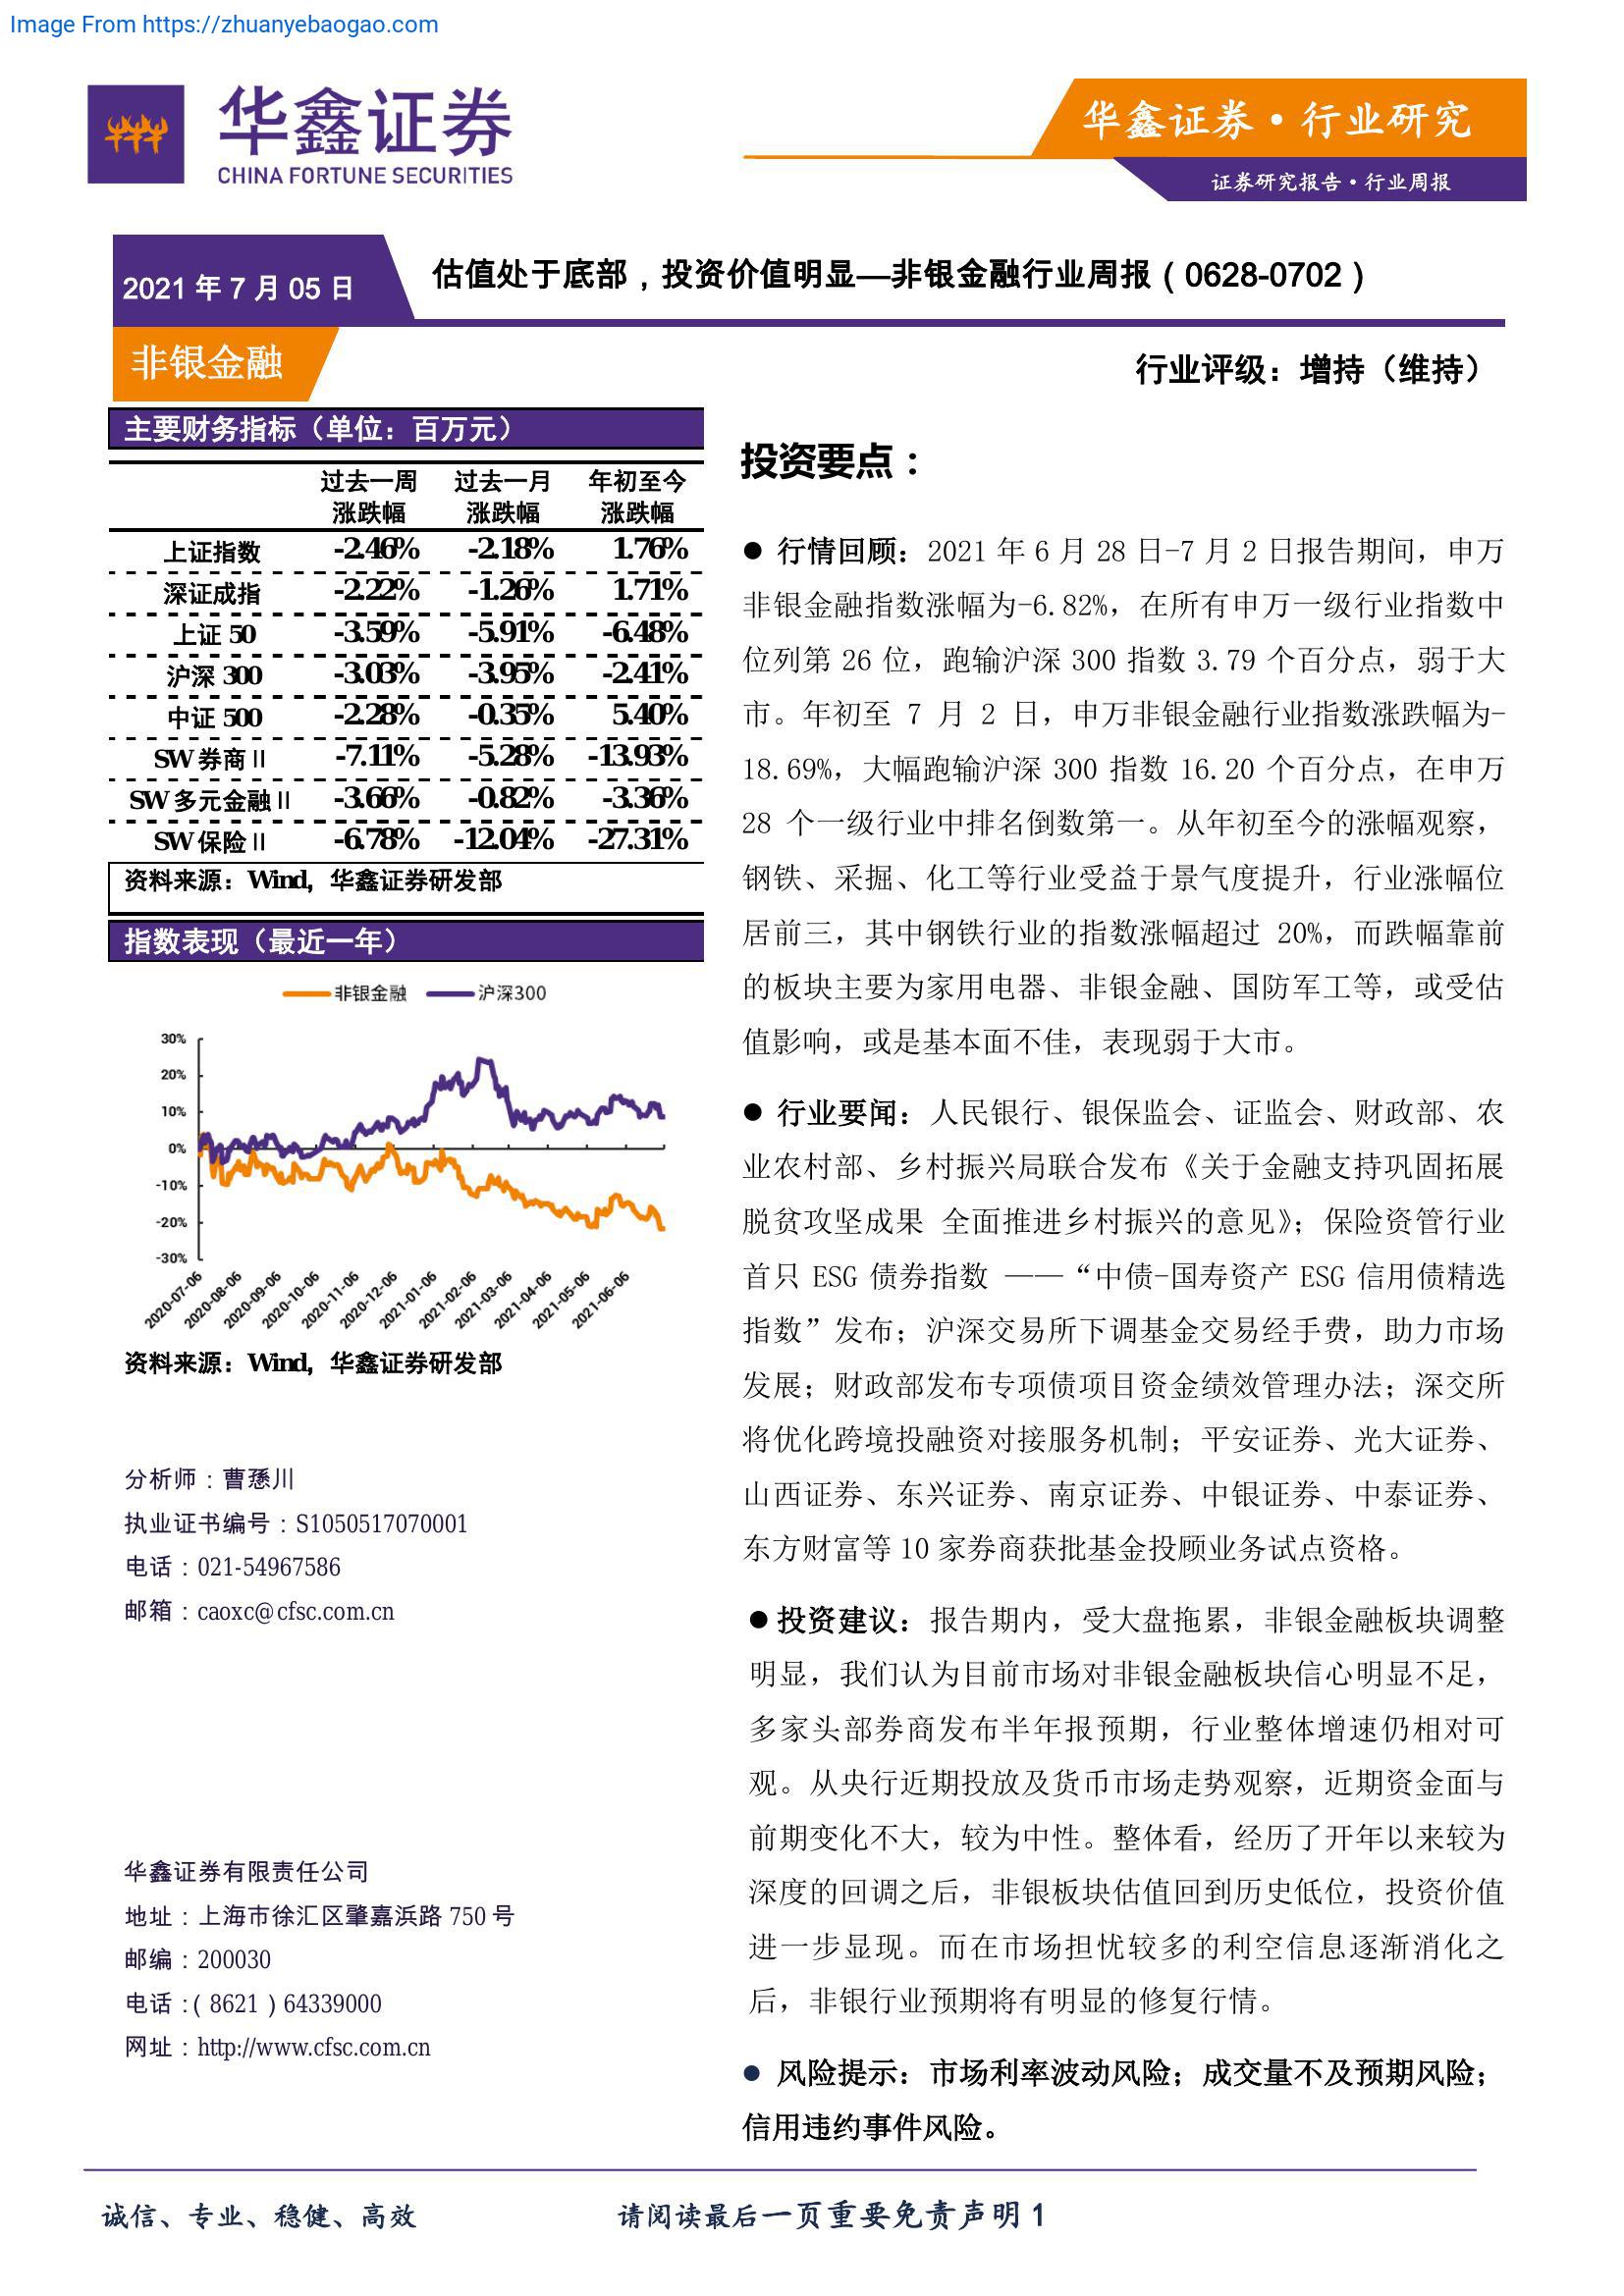 Image From https://zhuanyebaogao.com
华鑫证券
CHINA FORTUNE SECURITIES
华鑫证券·行业研究
证券研究报告·行业周报
2021 年 7 月 05 日
估值处于底部，投资价值明显—非银金融行业周报（0628-0702）
非银金融
行业评级：增持（维持）
主要财务指标（单位：百万元）
过去一周 过去一月 年初至今
涨跌幅 涨跌幅 涨跌幅
上证指数 -2.46% -2.18% 1.76%
深证成指 -2.22% -1.26% 1.71%
上证 50 -3.59% -5.91% -6.48%
沪深 300 -3.03% -3.95% -2.41%
中证 500 -2.28% -0.35% 5.40%
SW 券商Ⅱ -7.11% -5.28% -13.93%
SW 多元金融Ⅱ -3.66% -0.82% -3.36%
SW 保险Ⅱ -6.78% -12.04% -27.31%
资料来源：Wind，华鑫证券研发部
指数表现（最近一年）
非银金融 沪深300
30%
20%
10%
0%
-10%
-20%
-30%
2020-07-06 2020-08-06 2020-09-06 2020-10-06 2020-11-06 2020-12-06 2021-01-06 2021-02-06 2021-03-06 2021-04-06 2021-05-06 2021-06-06
资料来源：Wind，华鑫证券研发部
分析师：曹恷川
执业证书编号：S1050517070001
电话：021-54967586
邮箱：caoxc@cfsc.com.cn
华鑫证券有限责任公司
地址：上海市徐汇区肇嘉浜路 750 号
邮编：200030
电话：（8621）64339000
网址：http://www.cfsc.com.cn
投资要点：
● 行情回顾：2021 年 6 月 28 日-7 月 2 日报告期间，申万
非银金融指数涨幅为-6.82%，在所有申万一级行业指数中
位列第 26 位，跑输沪深 300 指数 3.79 个百分点，弱于大
市。年初至 7 月 2 日，申万非银金融行业指数涨跌幅为-
18.69%，大幅跑输沪深 300 指数 16.20 个百分点，在申万
28 个一级行业中排名倒数第一。从年初至今的涨幅观察，
钢铁、采掘、化工等行业受益于景气度提升，行业涨幅位
居前三，其中钢铁行业的指数涨幅超过 20%，而跌幅靠前
的板块主要为家用电器、非银金融、国防军工等，或受估
值影响，或是基本面不佳，表现弱于大市。
● 行业要闻：人民银行、银保监会、证监会、财政部、农
业农村部、乡村振兴局联合发布《关于金融支持巩固拓展
脱贫攻坚成果 全面推进乡村振兴的意见》；保险资管行业
首只 ESG 债券指数 ——“中债-国寿资产 ESG 信用债精选
指数”发布；沪深交易所下调基金交易经手费，助力市场
发展；财政部发布专项债项目资金绩效管理办法；深交所
将优化跨境投融资对接服务机制；平安证券、光大证券、
山西证券、东兴证券、南京证券、中银证券、中泰证券、
东方财富等 10 家券商获批基金投顾业务试点资格。
● 投资建议：报告期内，受大盘拖累，非银金融板块调整
明显，我们认为目前市场对非银金融板块信心明显不足，
多家头部券商发布半年报预期，行业整体增速仍相对可
观。从央行近期投放及货币市场走势观察，近期资金面与
前期变化不大，较为中性。整体看，经历了开年以来较为
深度的回调之后，非银板块估值回到历史低位，投资价值
进一步显现。而在市场担忧较多的利空信息逐渐消化之
后，非银行业预期将有明显的修复行情。
● 风险提示：市场利率波动风险；成交量不及预期风险；
信用违约事件风险。
诚信、专业、稳健、高效
请阅读最后一页重要免责声明 1